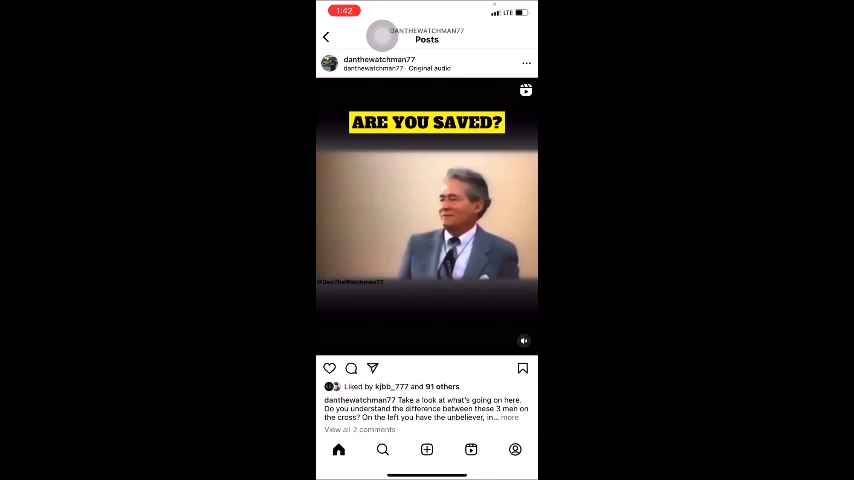 1:42
LTE
DANTHEWATCHMAN77
Posts
danthewatchman77
danthewatchman77 · Original audio
ARE YOU SAVED?
@DanTheWatchman77
Liked by kjbb_777 and 91 others
danthewatchman77 Take a look at what's going on here.
Do you understand the difference between these 3 men on
the cross? On the left you have the unbeliever, in... more
View all 2 comments